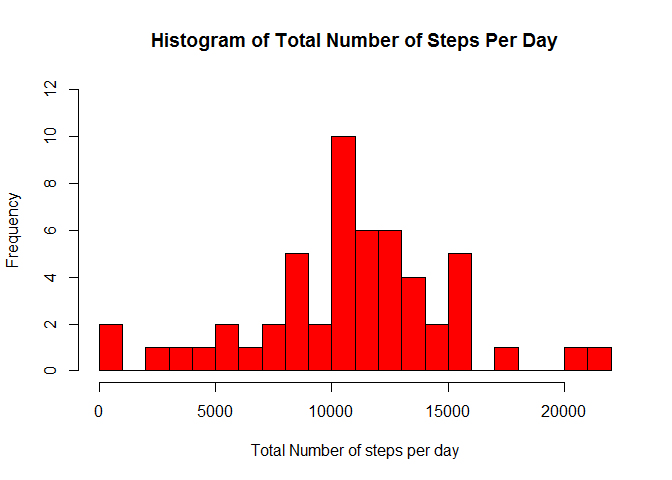 Histogram of Total Number of Steps Per Day
Frequency
12
10
8
6
4
2
0
0 5000 10000 15000 20000
Total Number of steps per day